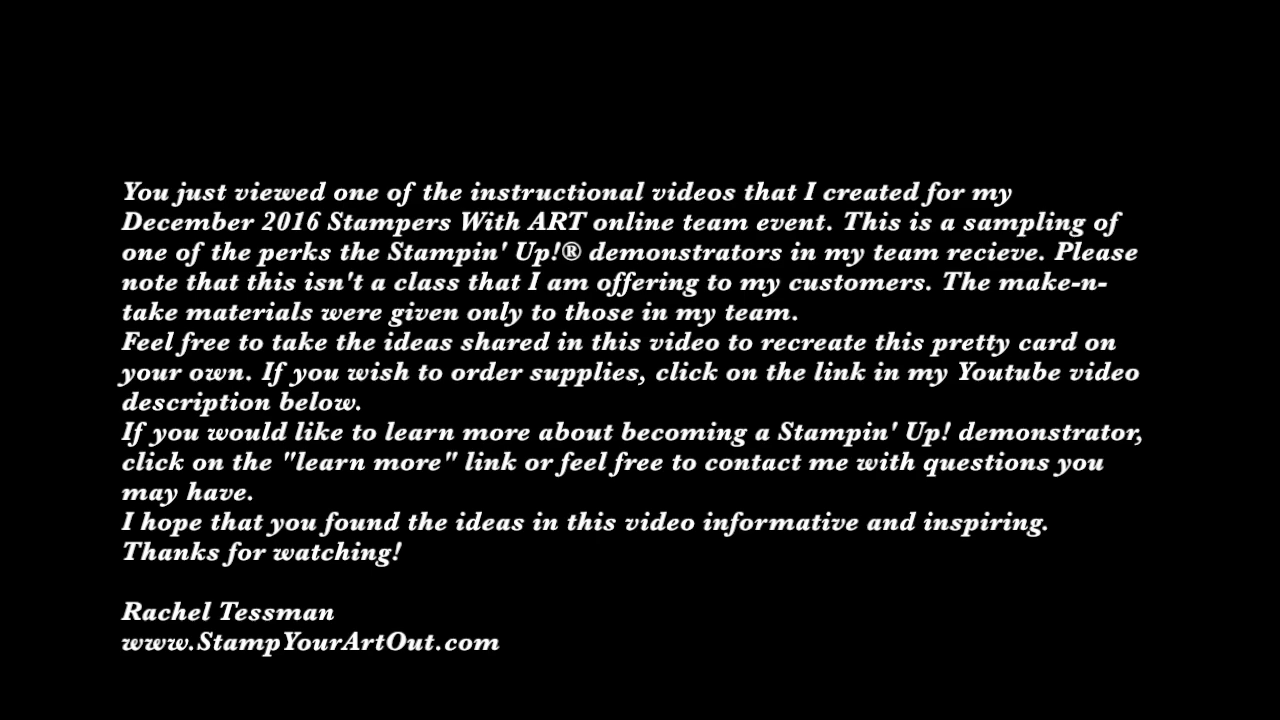 You just viewed one of the instructional videos that I created for my
December 2016 Stampers With ART online team event. This is a sampling of
one of the perks the Stampin' Up!® demonstrators in my team recieve. Please
note that this isn't a class that I am offering to my customers. The make-n-
take materials were given only to those in my team.
Feel free to take the ideas shared in this video to recreate this pretty card on
your own. If you wish to order supplies, click on the link in my Youtube video
description below.
If you would like to learn more about becoming a Stampin' Up! demonstrator,
click on the "learn more" link or feel free to contact me with questions you
may have.
I hope that you found the ideas in this video informative and inspiring.
Thanks for watching!
Rachel Tessman
www.StampYourArtOut.com